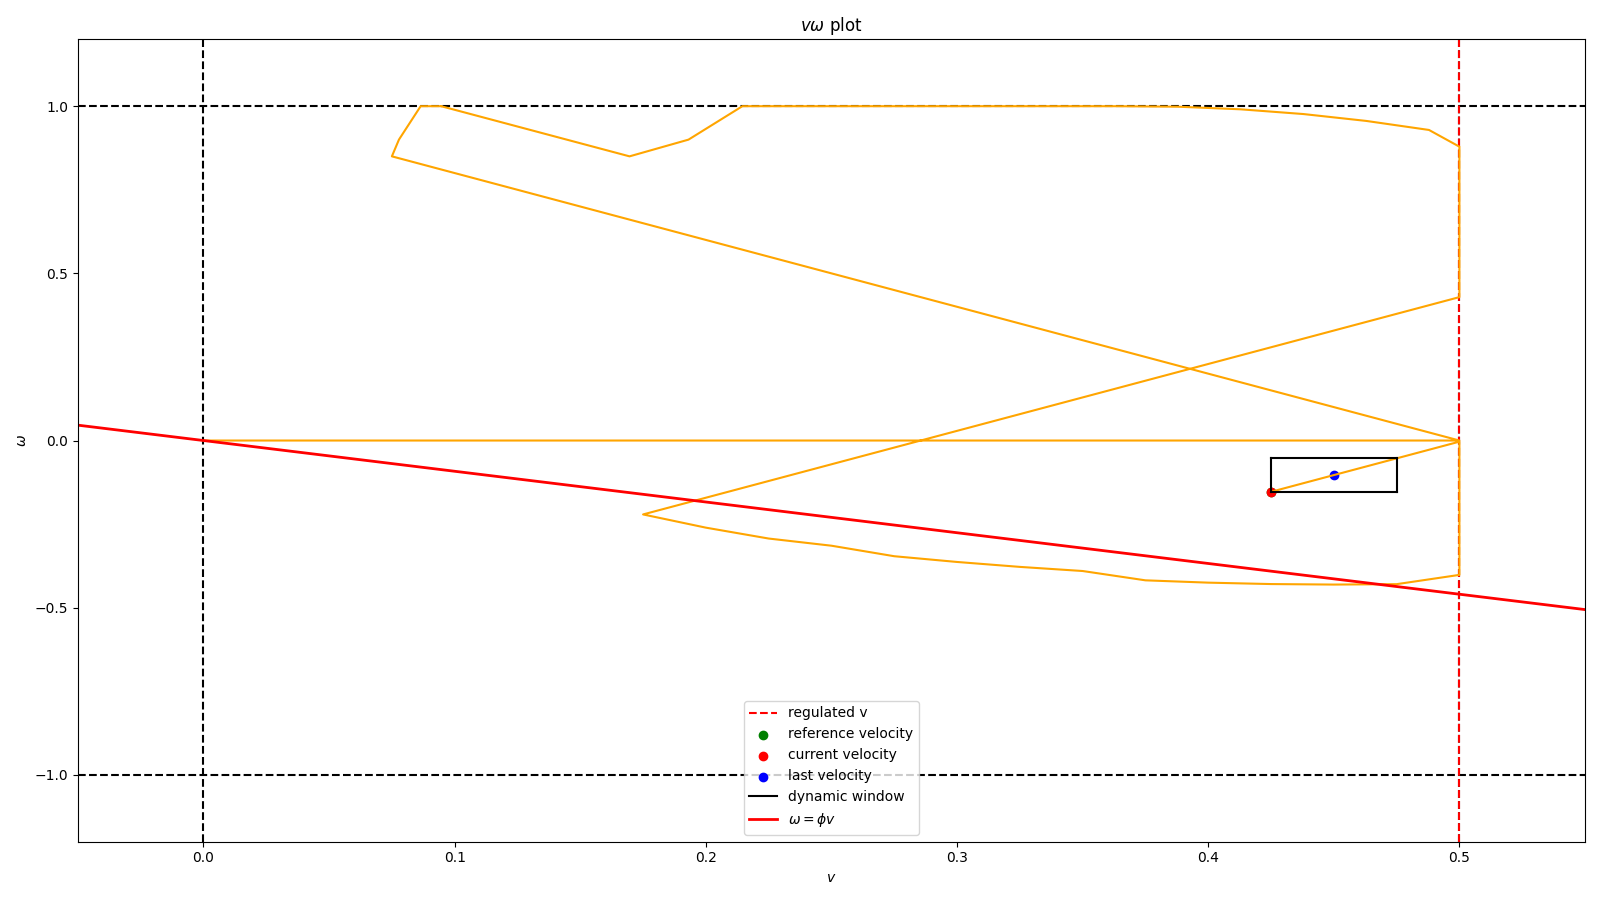 vω plot
1.0
0.5
0.0
−0.5
−1.0
ω
0.0
0.1
0.2
0.3
0.4
0.5
v
regulated v
reference velocity
current velocity
last velocity
dynamic window
ω = ϕv